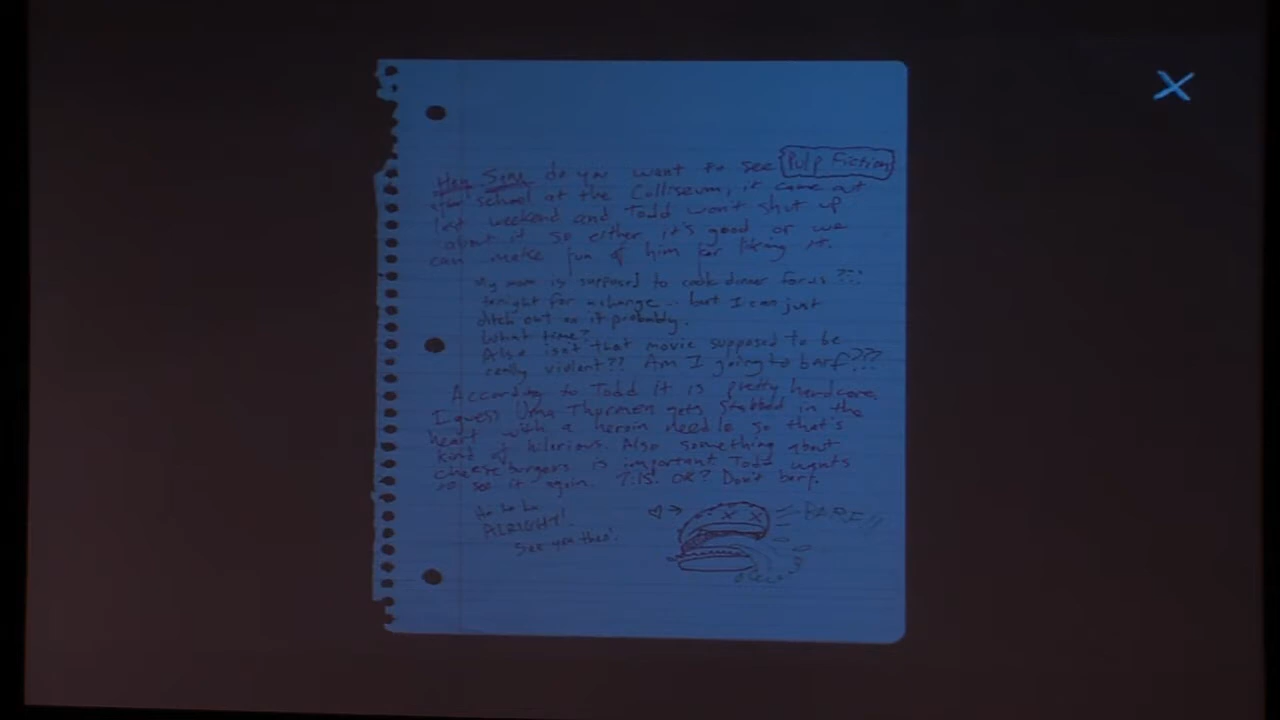 Hey Sam, do you want to see Pulp Fiction
after school at the Colliseum, it came out
last weekend and Todd won't shut up
about it so either it's good or we
can make fun of him for liking it.
My mom is supposed to cook dinner for us ???
tonight for a change... but I can just
ditch out on it probably.
What time?
Also isn't that movie supposed to be
really violent?? Am I going to barf???
According to Todd it is pretty hardcore.
I guess Uma Thurmen gets stabbed in the
heart with a heroin needle so that's
kind of hilarious. Also something about
cheeseburgers is important. Todd wants
to see it again. 7:15. OK? Don't barf.
Ha ha ha
ALRIGHT!
See you then!
BARF!!